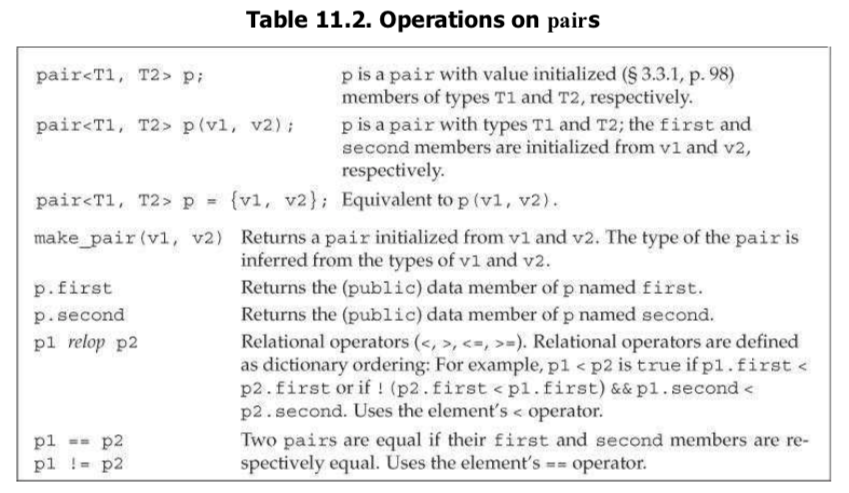 Table 11.2. Operations on pairs
pair<T1, T2> p; p is a pair with value initialized (§ 3.3.1, p. 98)
members of types T1 and T2, respectively.
pair<T1, T2> p(v1, v2); p is a pair with types T1 and T2; the first and
second members are initialized from v1 and v2,
respectively.
pair<T1, T2> p = {v1, v2}; Equivalent to p(v1, v2).
make_pair(v1, v2) Returns a pair initialized from v1 and v2. The type of the pair is
inferred from the types of v1 and v2.
p.first Returns the (public) data member of p named first.
p.second Returns the (public) data member of p named second.
p1 relop p2 Relational operators (<, >, <=, >=). Relational operators are defined
as dictionary ordering: For example, p1 < p2 is true if p1.first <
p2.first or if !(p2.first < p1.first) && p1.second <
p2.second. Uses the element's < operator.
p1 == p2 Two pairs are equal if their first and second members are re-
p1 != p2 spectively equal. Uses the element's == operator.